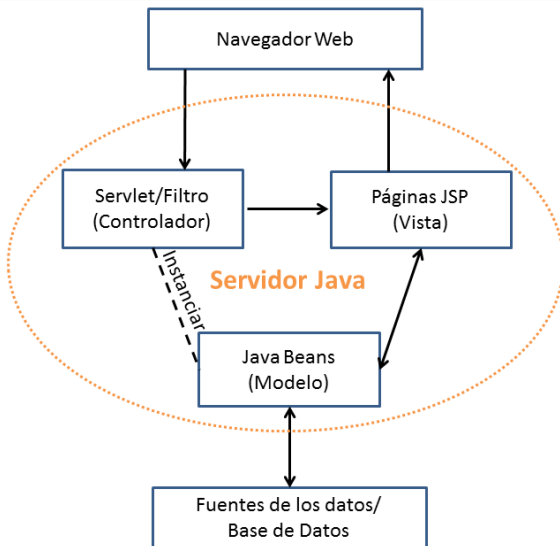 Navegador Web
Servlet/Filtro
(Controlador)
Páginas JSP
(Vista)
Instanciar
Servidor Java
Java Beans
(Modelo)
Fuentes de los datos/
Base de Datos